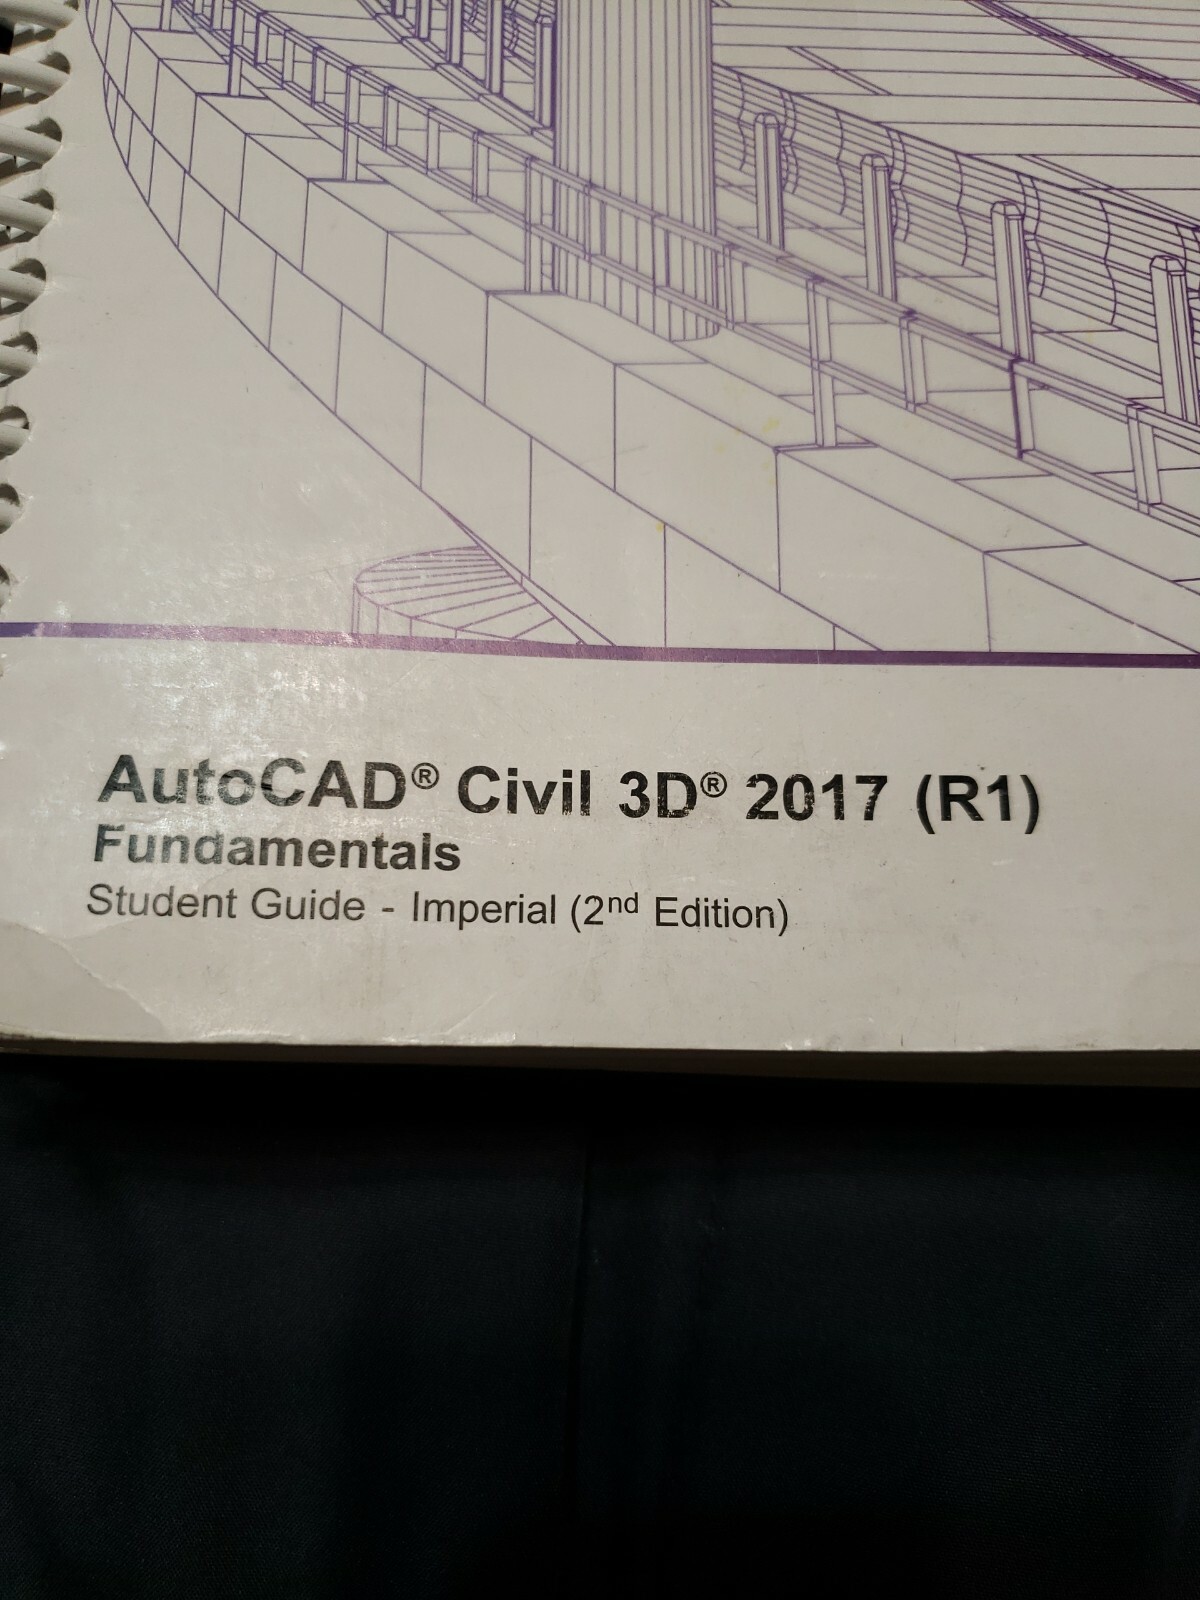 AutoCAD® Civil 3D® 2017 (R1)
Fundamentals
Student Guide - Imperial (2nd Edition)